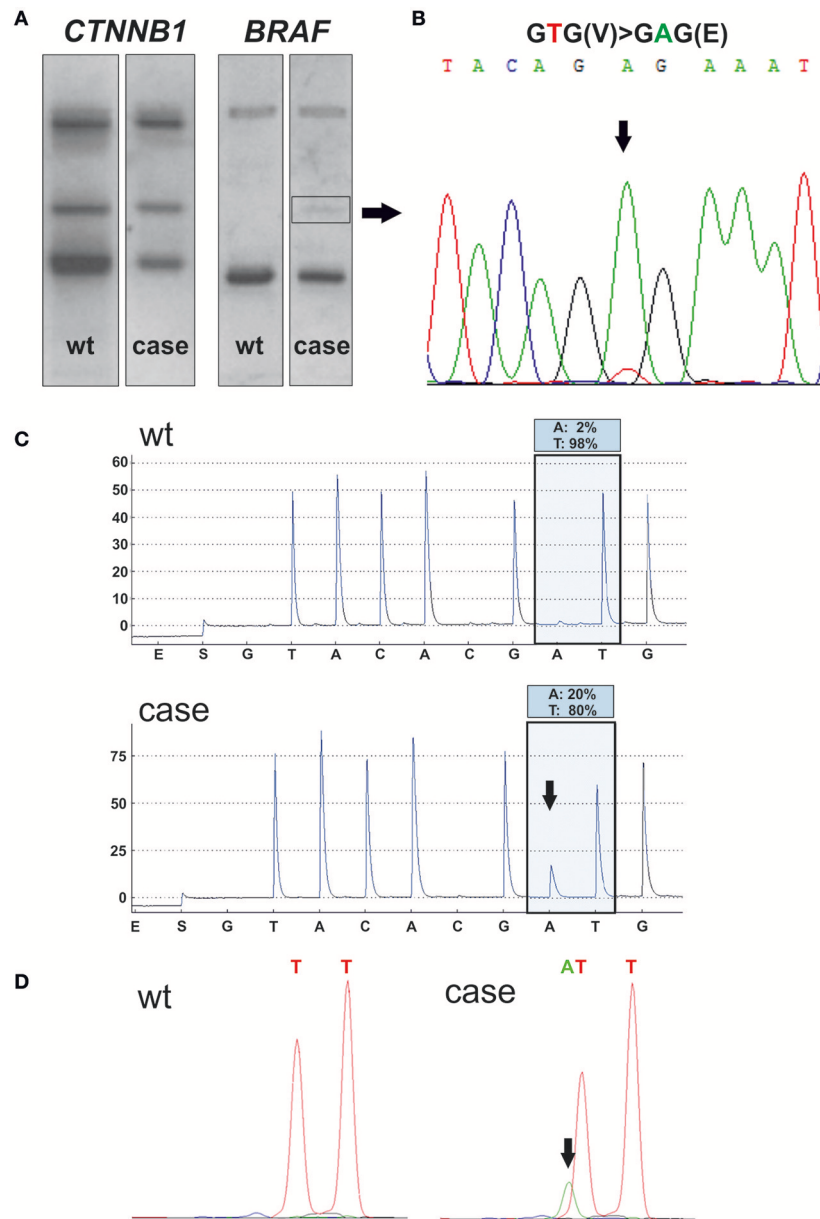 A
CTNNB1 BRAF
wt case wt case
B
GTG(V)>GAG(E)
T A C A G A G A A A T
C
wt
A: 2%
T: 98%
60
50
40
30
20
10
0
E S G T A C A C G A T G
case
A: 20%
T: 80%
75
50
25
0
E S G T A C A C G A T G
D
wt
T T
case
AT T